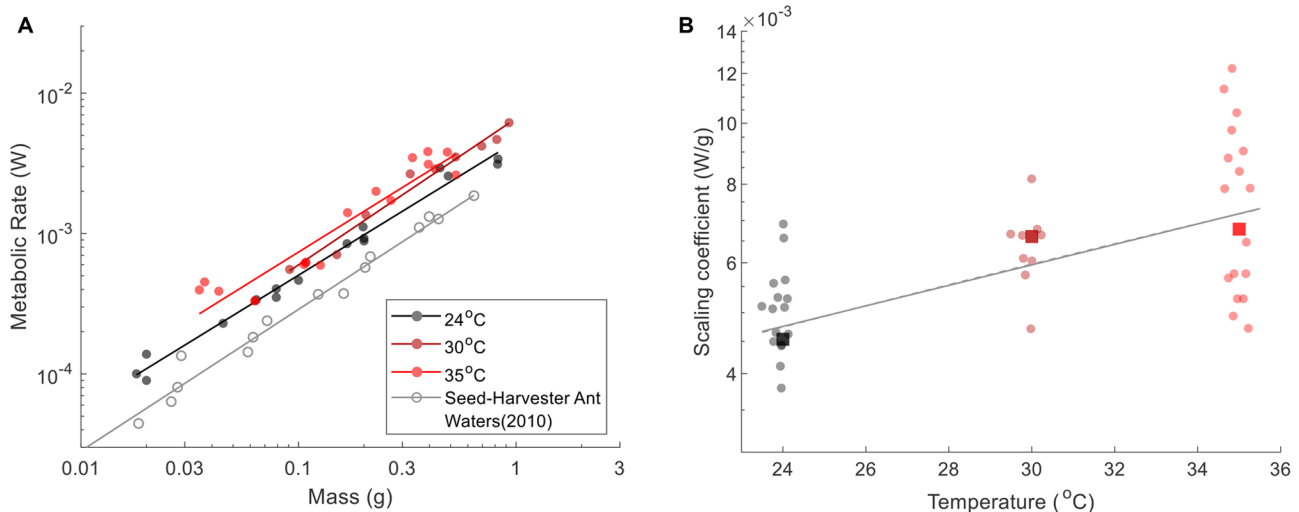 A
Metabolic Rate (W)
10^-2
10^-3
10^-4
0.01 0.03 0.1 0.3 1 3
Mass (g)
24°C
30°C
35°C
Seed-Harvester Ant
Waters(2010)
B
×10^-3
Scaling coefficient (W/g)
14
12
10
8
6
4
24 26 28 30 32 34 36
Temperature (°C)